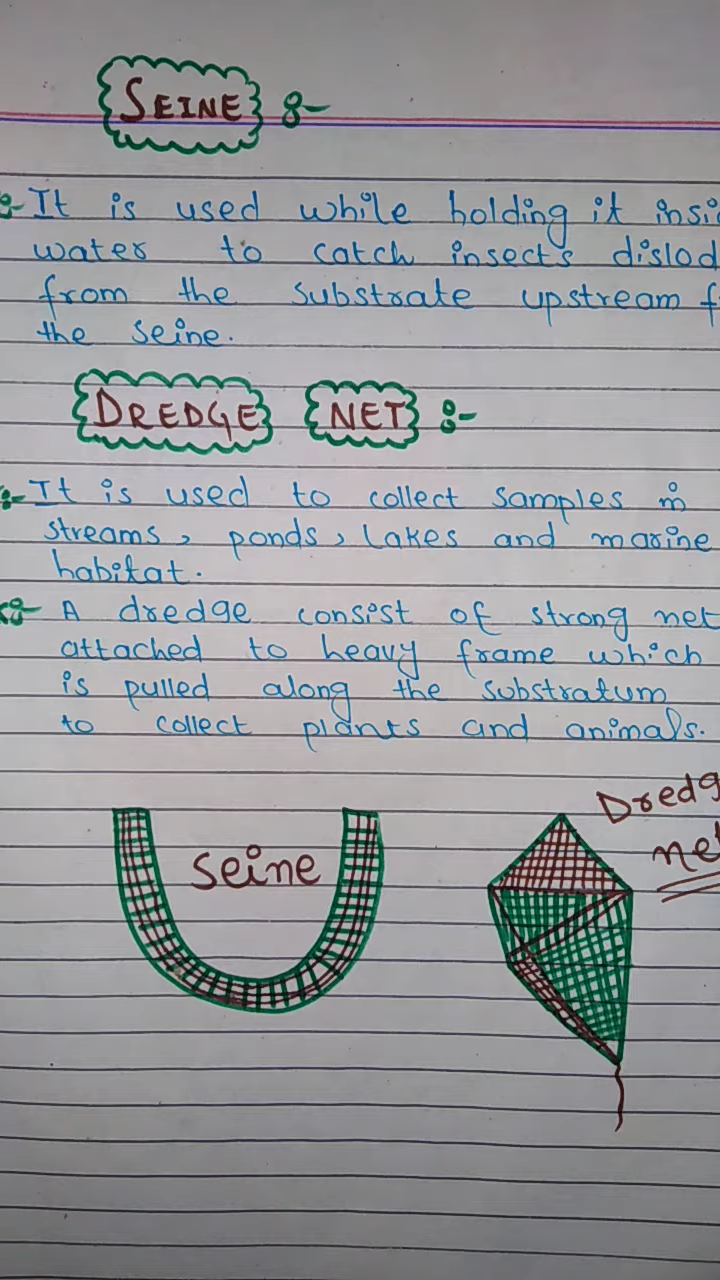 SEINE :-
:- It is used while holding it insi
water to catch insects dislod
from the substrate upstream f
the seine.
DREDGE NET :-
:- It is used to collect samples in
streams, ponds, lakes and marine
habitat.
:- A dredge consist of strong net
attached to heavy frame which
is pulled along the substratum
to collect plants and animals.
Seine
Dredg
net